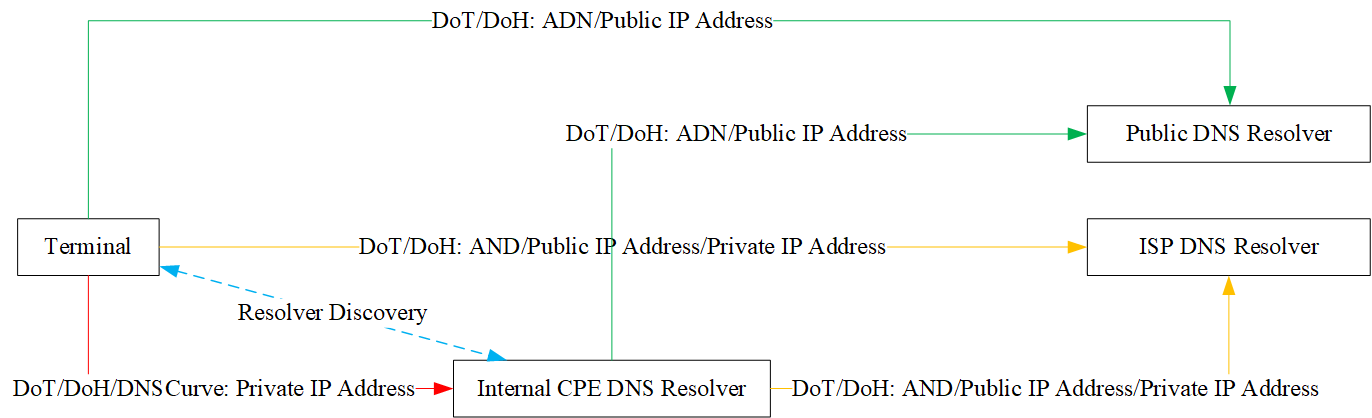 DoT/DoH: ADN/Public IP Address
DoT/DoH: ADN/Public IP Address
Public DNS Resolver
Terminal
DoT/DoH: AND/Public IP Address/Private IP Address
ISP DNS Resolver
Resolver Discovery
DoT/DoH/DNSCurve: Private IP Address
Internal CPE DNS Resolver
DoT/DoH: AND/Public IP Address/Private IP Address